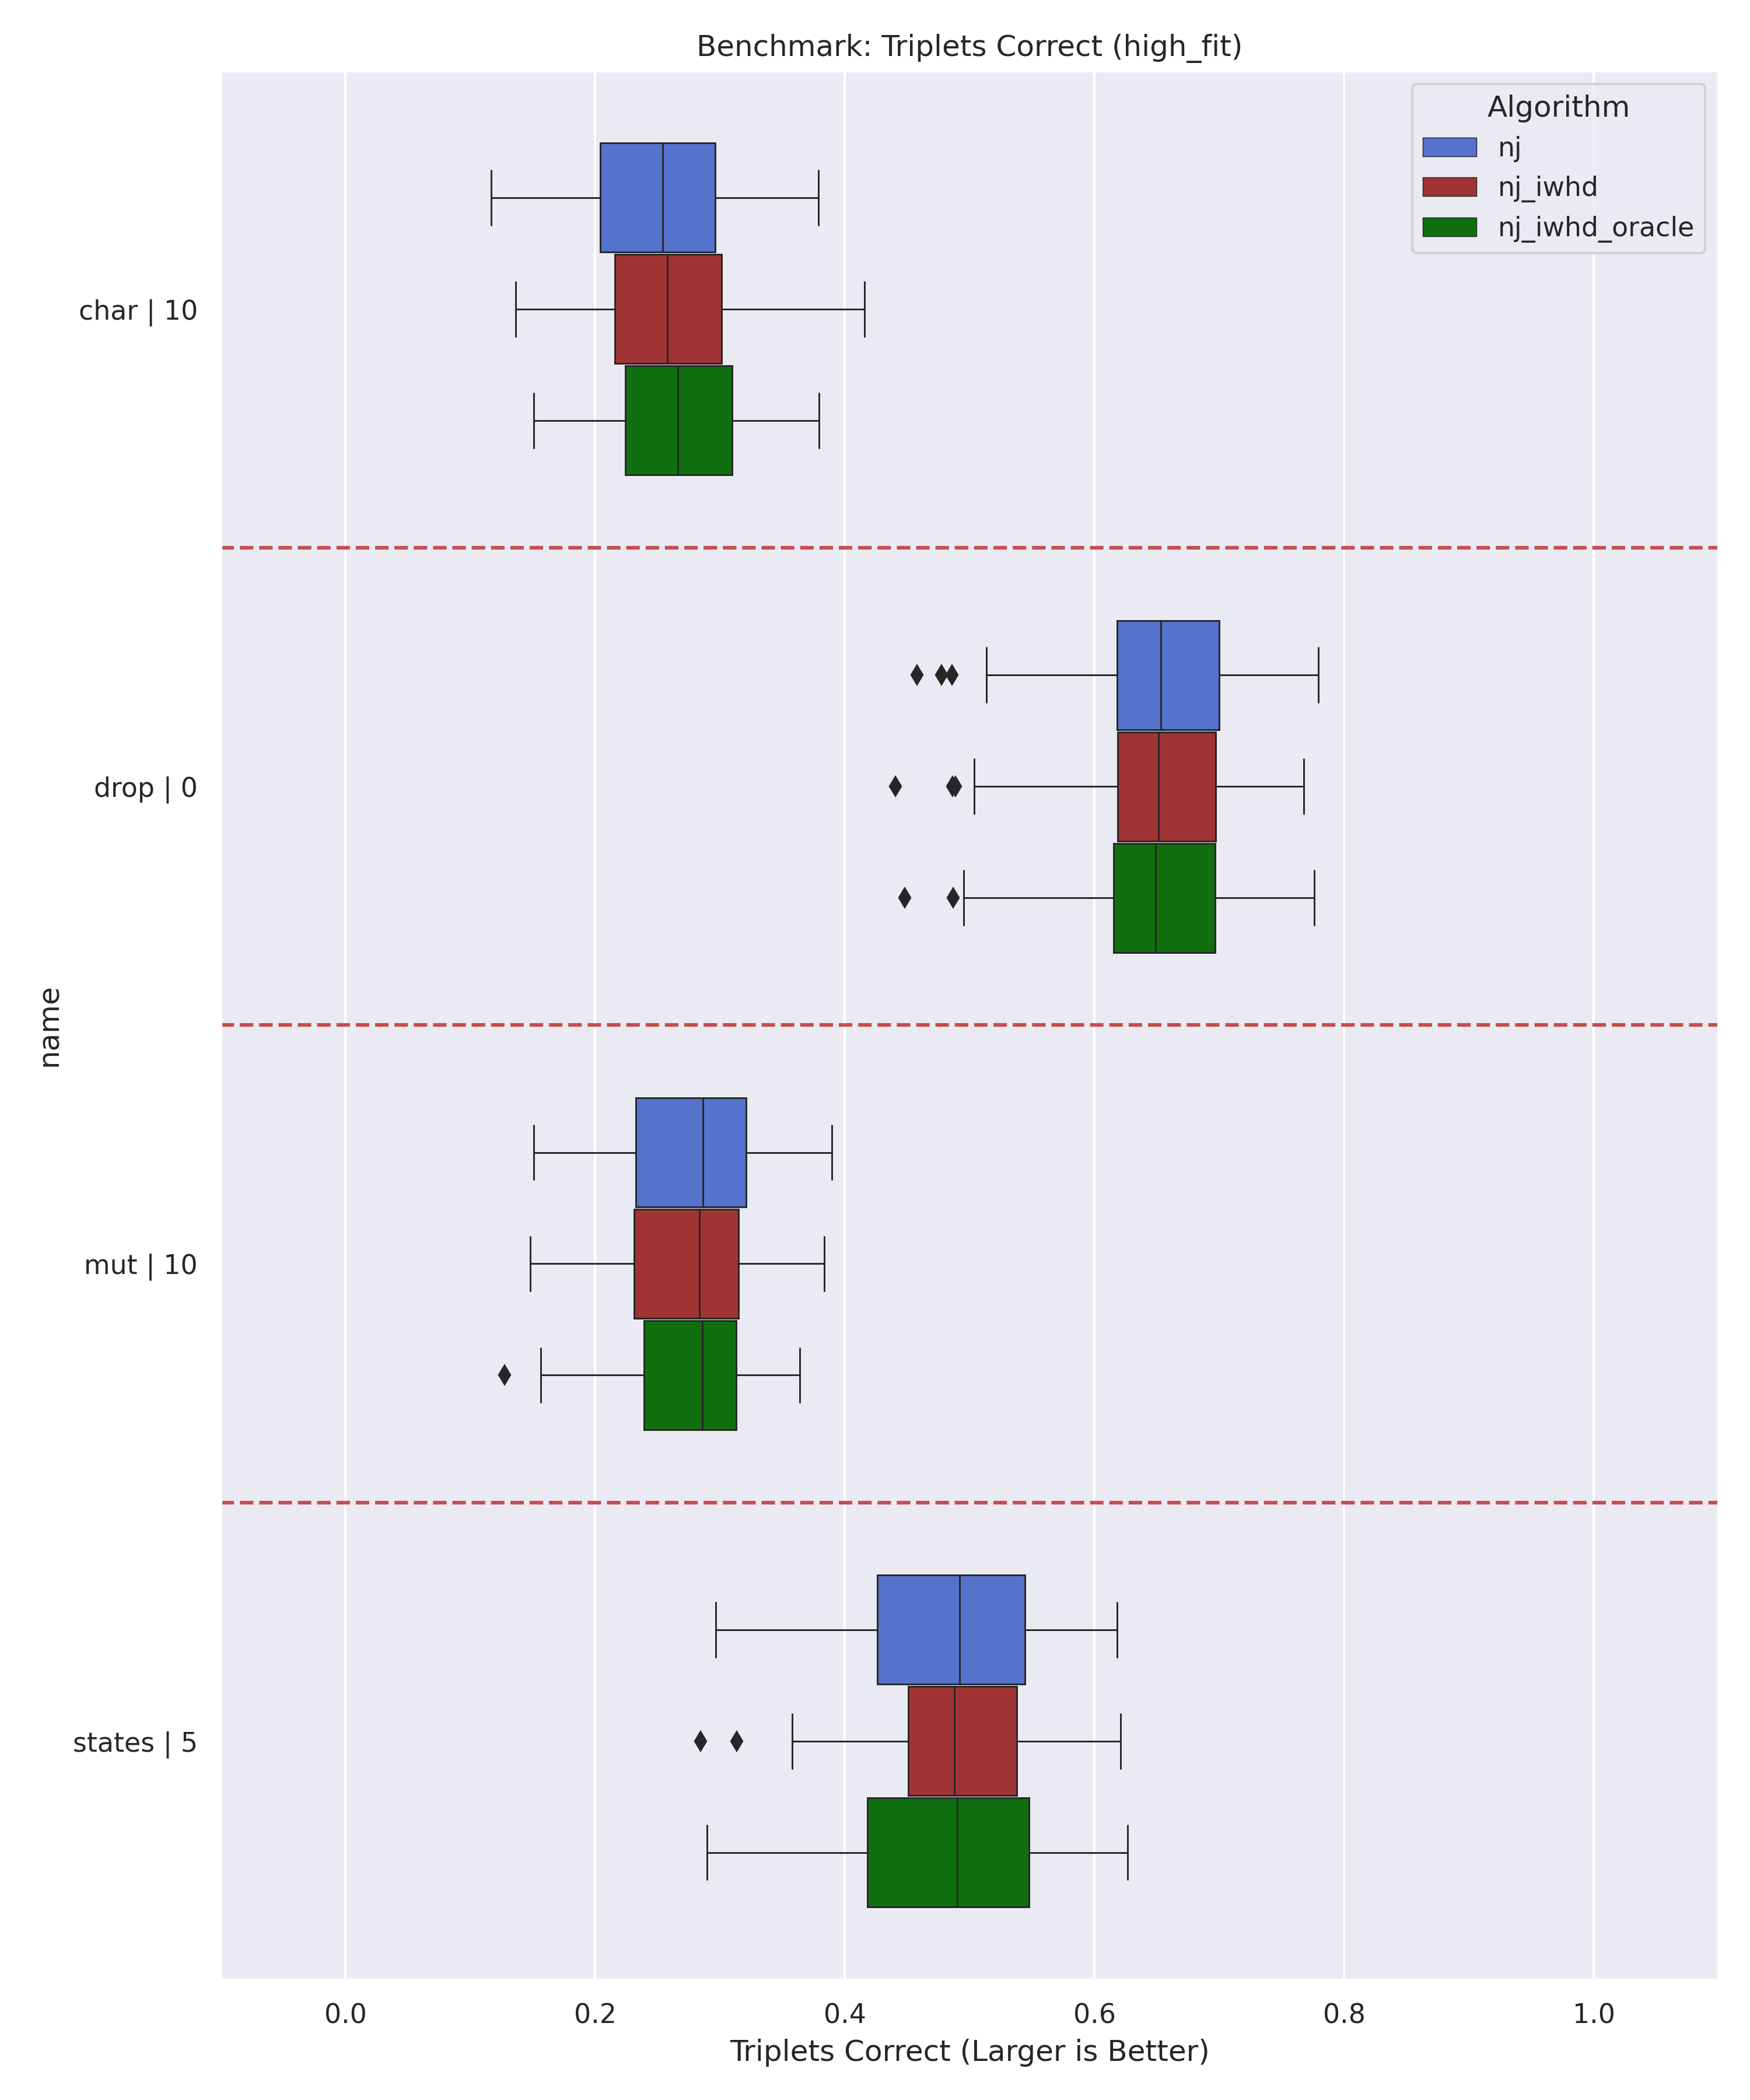 Benchmark: Triplets Correct (high_fit)
Algorithm
nj
nj_iwhd
nj_iwhd_oracle
char | 10
drop | 0
name
mut | 10
states | 5
0.0 0.2 0.4 0.6 0.8 1.0
Triplets Correct (Larger is Better)